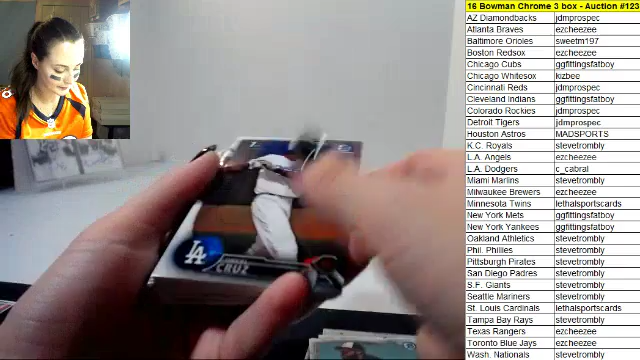 16 Bowman Chrome 3 box - Auction #123
AZ Diamondbacks jdmprospec
Atlanta Braves ezcheezee
Baltimore Orioles sweetm197
Boston Redsox ezcheezee
Chicago Cubs ggfittingsfatboy
Chicago Whitesox kizbee
Cincinnati Reds jdmprospec
Cleveland Indians ggfittingsfatboy
Colorado Rockies jdmprospec
Detroit Tigers jdmprospec
Houston Astros MADSPORTS
K.C. Royals stevetrombly
L.A. Angels ezcheezee
L.A. Dodgers c_cabral
Miami Marlins stevetrombly
Milwaukee Brewers ezcheezee
Minnesota Twins lethalsportscards
New York Mets ggfittingsfatboy
New York Yankees ggfittingsfatboy
Oakland Athletics stevetrombly
Phil. Phillies stevetrombly
Pittsburgh Pirates stevetrombly
San Diego Padres stevetrombly
S.F. Giants stevetrombly
Seattle Mariners stevetrombly
St. Louis Cardinals lethalsportscards
Tampa Bay Rays stevetrombly
Texas Rangers ezcheezee
Toronto Blue Jays ezcheezee
Wash. Nationals stevetrombly
LA
CRUZ